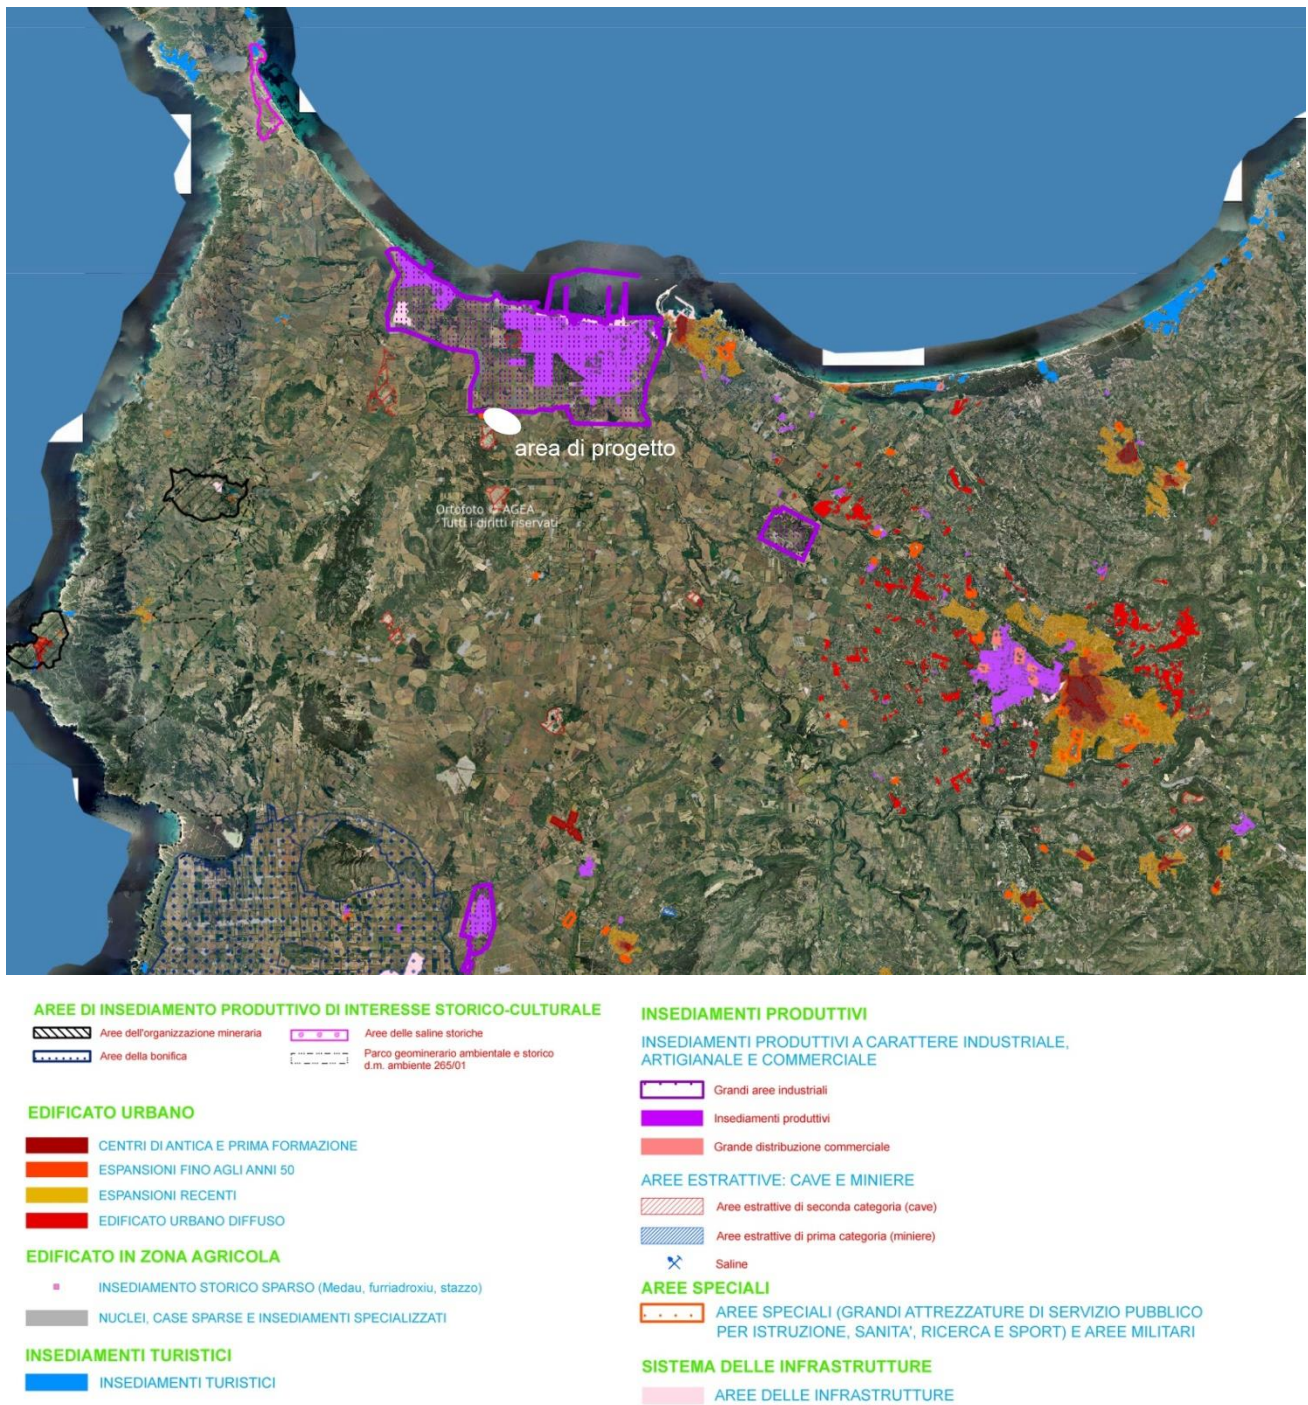 area di progetto
Ortofoto © AGEA
Tutti i diritti riservati
AREE DI INSEDIAMENTO PRODUTTIVO DI INTERESSE STORICO-CULTURALE
Aree dell'organizzazione mineraria
Aree delle saline storiche
Aree della bonifica
Parco geominerario ambientale e storico
d.m. ambiente 265/01
EDIFICATO URBANO
CENTRI DI ANTICA E PRIMA FORMAZIONE
ESPANSIONI FINO AGLI ANNI 50
ESPANSIONI RECENTI
EDIFICATO URBANO DIFFUSO
EDIFICATO IN ZONA AGRICOLA
INSEDIAMENTO STORICO SPARSO (Medau, furriadroxiu, stazzo)
NUCLEI, CASE SPARSE E INSEDIAMENTI SPECIALIZZATI
INSEDIAMENTI TURISTICI
INSEDIAMENTI TURISTICI
INSEDIAMENTI PRODUTTIVI
INSEDIAMENTI PRODUTTIVI A CARATTERE INDUSTRIALE,
ARTIGIANALE E COMMERCIALE
Grandi aree industriali
Insediamenti produttivi
Grande distribuzione commerciale
AREE ESTRATTIVE: CAVE E MINIERE
Aree estrattive di seconda categoria (cave)
Aree estrattive di prima categoria (miniere)
Saline
AREE SPECIALI
AREE SPECIALI (GRANDI ATTREZZATURE DI SERVIZIO PUBBLICO
PER ISTRUZIONE, SANITA', RICERCA E SPORT) E AREE MILITARI
SISTEMA DELLE INFRASTRUTTURE
AREE DELLE INFRASTRUTTURE